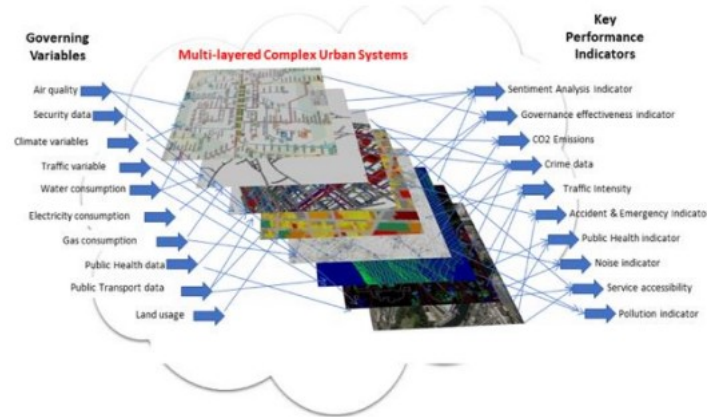 Governing
Variables
Multi-layered Complex Urban Systems
Key
Performance
Indicators
Air quality
Security data
Climate variables
Traffic variable
Water consumption
Electricity consumption
Gas consumption
Public Health data
Public Transport data
Land usage
Sentiment Analysis Indicator
Governance effectiveness indicator
CO2 Emissions
Crime data
Traffic Intensity
Accident & Emergency Indicato
Public Health indicator
Noise indicator
Service accessibility
Pollution indicator